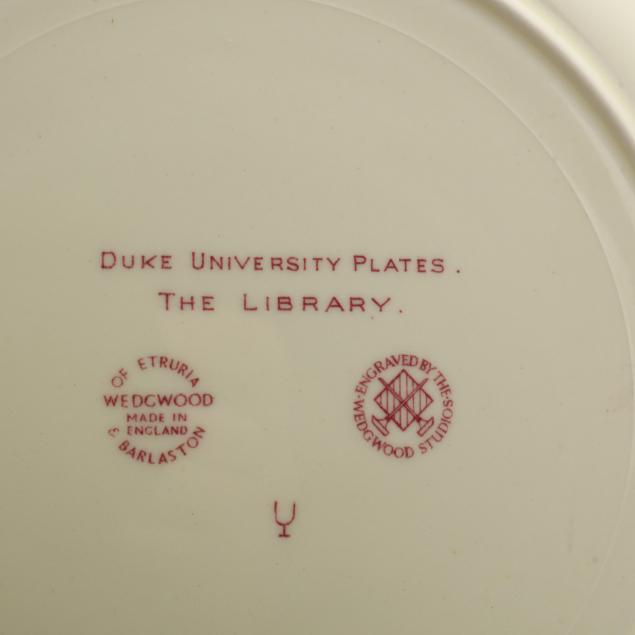 DUKE UNIVERSITY PLATES.
THE LIBRARY.
OF ETRURIA
WEDGWOOD
MADE IN
ENGLAND
& BARLASTON
ENGRAVED BY THE
WEDGWOOD STUDIOS
Y